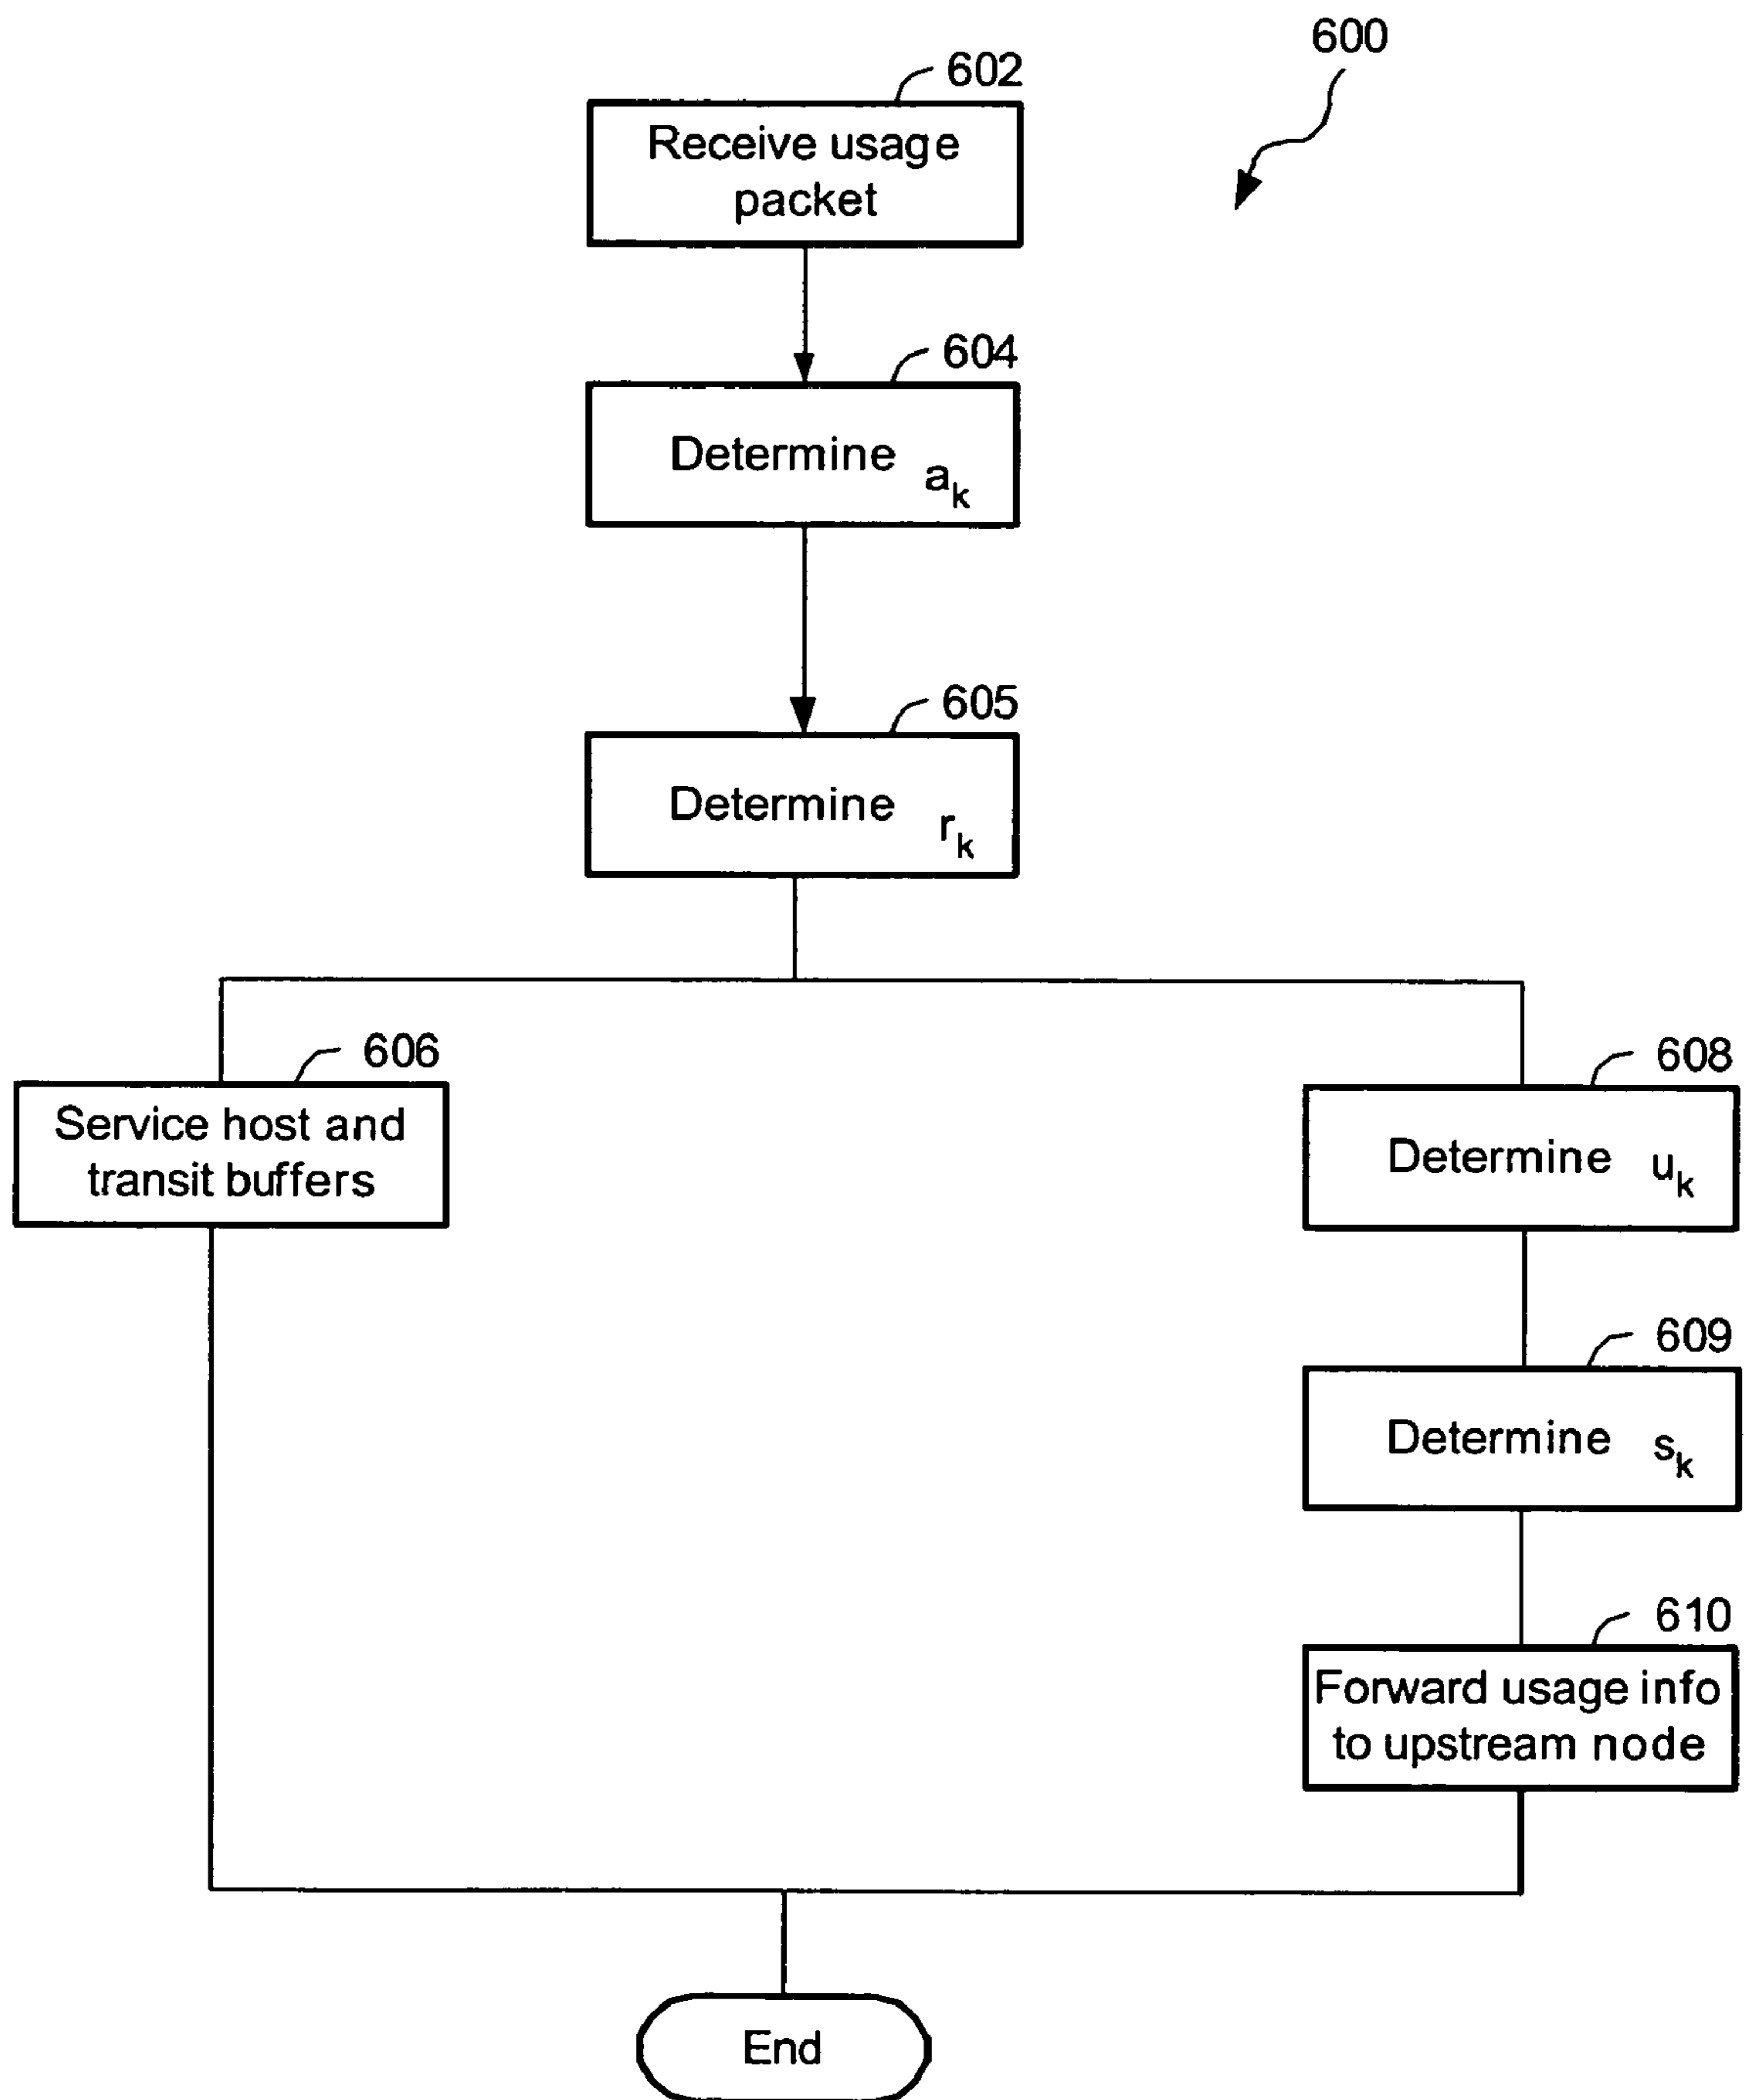 600
602
Receive usage
packet
604
Determine a_k
605
Determine r_k
606
Service host and
transit buffers
608
Determine u_k
609
Determine s_k
610
Forward usage info
to upstream node
End